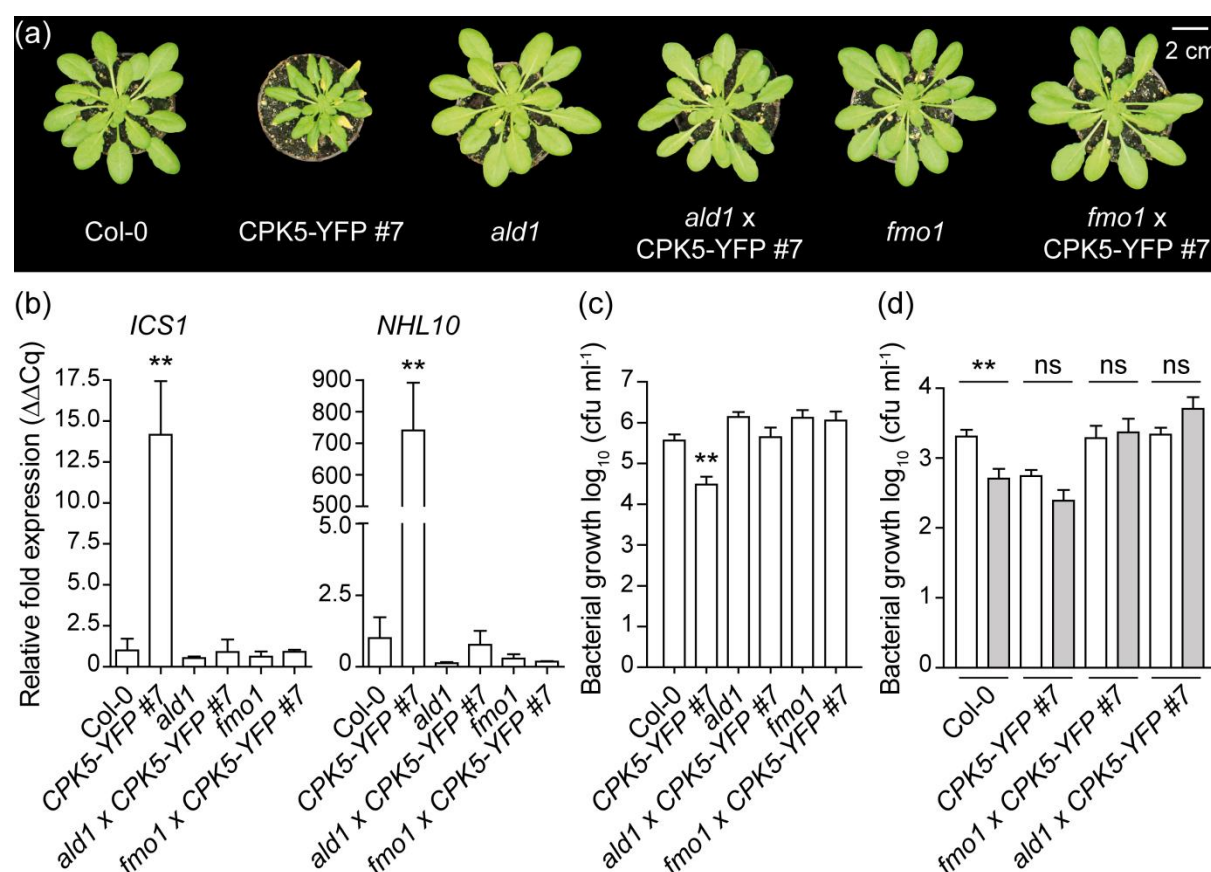 (a)
2 cm
Col-0 CPK5-YFP #7 ald1 ald1 x fmo1 fmo1 x
CPK5-YFP #7 CPK5-YFP #7
(b) (c) (d)
ICS1 NHL10
Relative fold expression (ΔΔCq)
17.5
15.0
12.5
10.0
7.5
5.0
2.5
0
**
Col-0
CPK5-YFP #7
ald1
ald1 x CPK5-YFP #7
fmo1
fmo1 x CPK5-YFP #7
900
800
700
600
500
5.0
2.5
0
**
Col-0
CPK5-YFP #7
ald1
ald1 x CPK5-YFP #7
fmo1
fmo1 x CPK5-YFP #7
Bacterial growth log10 (cfu ml-1)
7
6
5
4
3
2
1
0
**
Col-0
CPK5-YFP #7
ald1
ald1 x CPK5-YFP #7
fmo1
fmo1 x CPK5-YFP #7
Bacterial growth log10 (cfu ml-1)
4
3
2
1
0
** ns ns ns
Col-0
CPK5-YFP #7
fmo1 x CPK5-YFP #7
ald1 x CPK5-YFP #7